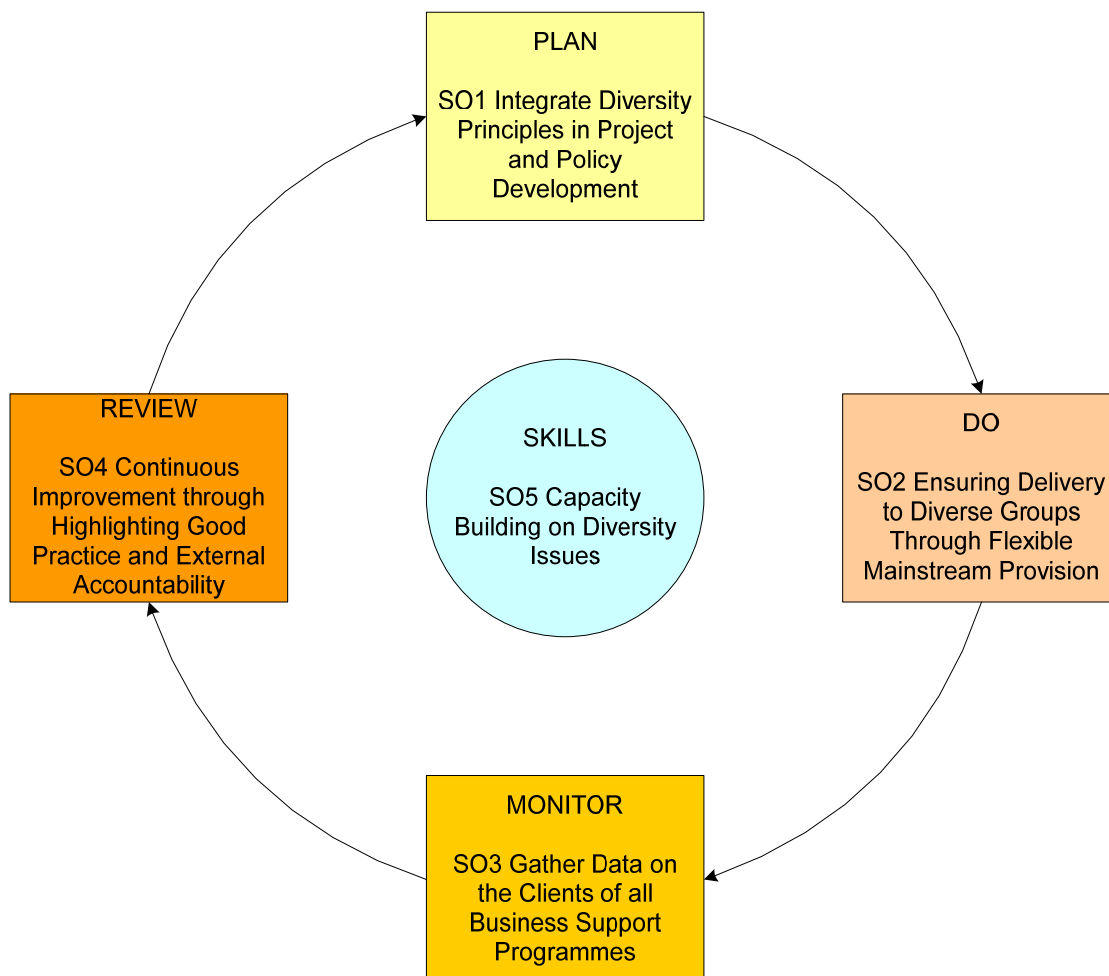 PLAN
SO1 Integrate Diversity
Principles in Project
and Policy
Development
REVIEW
SO4 Continuous
Improvement through
Highlighting Good
Practice and External
Accountability
SKILLS
SO5 Capacity
Building on Diversity
Issues
DO
SO2 Ensuring Delivery
to Diverse Groups
Through Flexible
Mainstream Provision
MONITOR
SO3 Gather Data on
the Clients of all
Business Support
Programmes